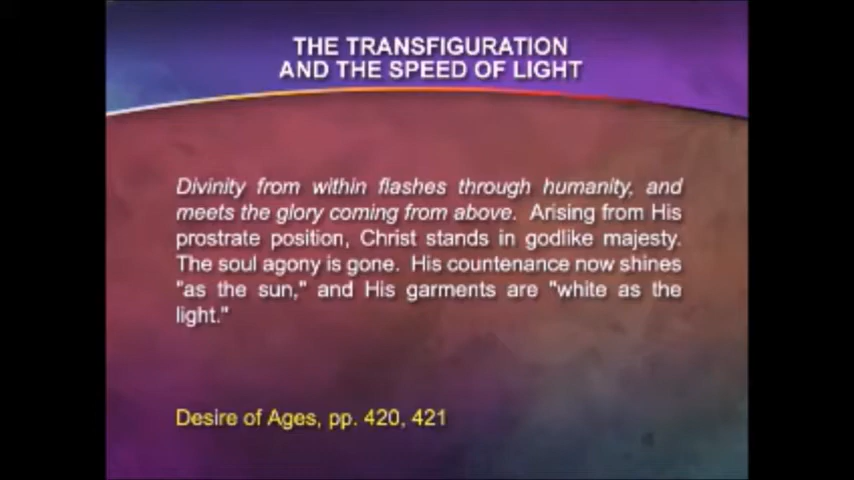 THE TRANSFIGURATION
AND THE SPEED OF LIGHT
Divinity from within flashes through humanity, and
meets the glory coming from above. Arising from His
prostrate position, Christ stands in godlike majesty.
The soul agony is gone. His countenance now shines
"as the sun," and His garments are "white as the
light."
Desire of Ages, pp. 420, 421